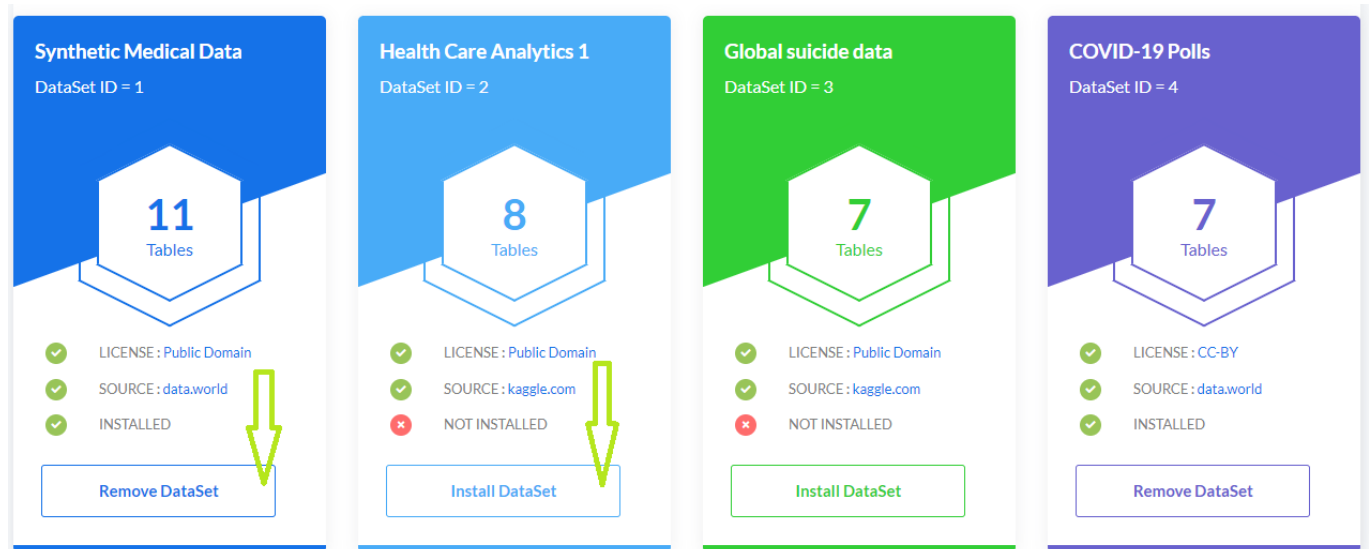 Synthetic Medical Data
DataSet ID = 1
11
Tables
LICENSE : Public Domain
SOURCE : data.world
INSTALLED
Remove DataSet
Health Care Analytics 1
DataSet ID = 2
8
Tables
LICENSE : Public Domain
SOURCE : kaggle.com
NOT INSTALLED
Install DataSet
Global suicide data
DataSet ID = 3
7
Tables
LICENSE : Public Domain
SOURCE : kaggle.com
NOT INSTALLED
Install DataSet
COVID-19 Polls
DataSet ID = 4
7
Tables
LICENSE : CC-BY
SOURCE : data.world
INSTALLED
Remove DataSet